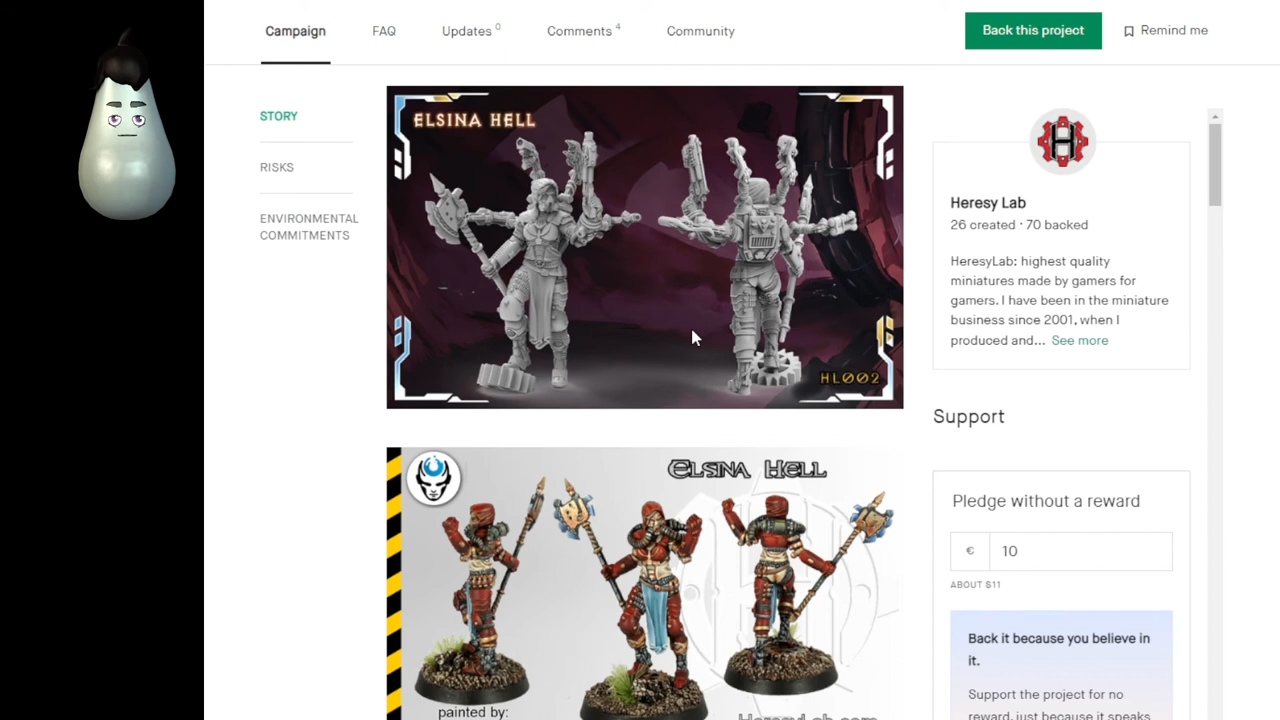 Campaign
FAQ
Updates 0
Comments 4
Community
Back this project
Remind me
STORY
RISKS
ENVIRONMENTAL
COMMITMENTS
ELSINA HELL
HL002
ELSINA HELL
painted by:
HeresyLab.com
H
Heresy Lab
26 created · 70 backed
HeresyLab: highest quality
miniatures made by gamers for
gamers. I have been in the miniature
business since 2001, when I
produced and... See more
Support
Pledge without a reward
€ 10
ABOUT $11
Back it because you believe in
it.
Support the project for no
reward, just because it speaks